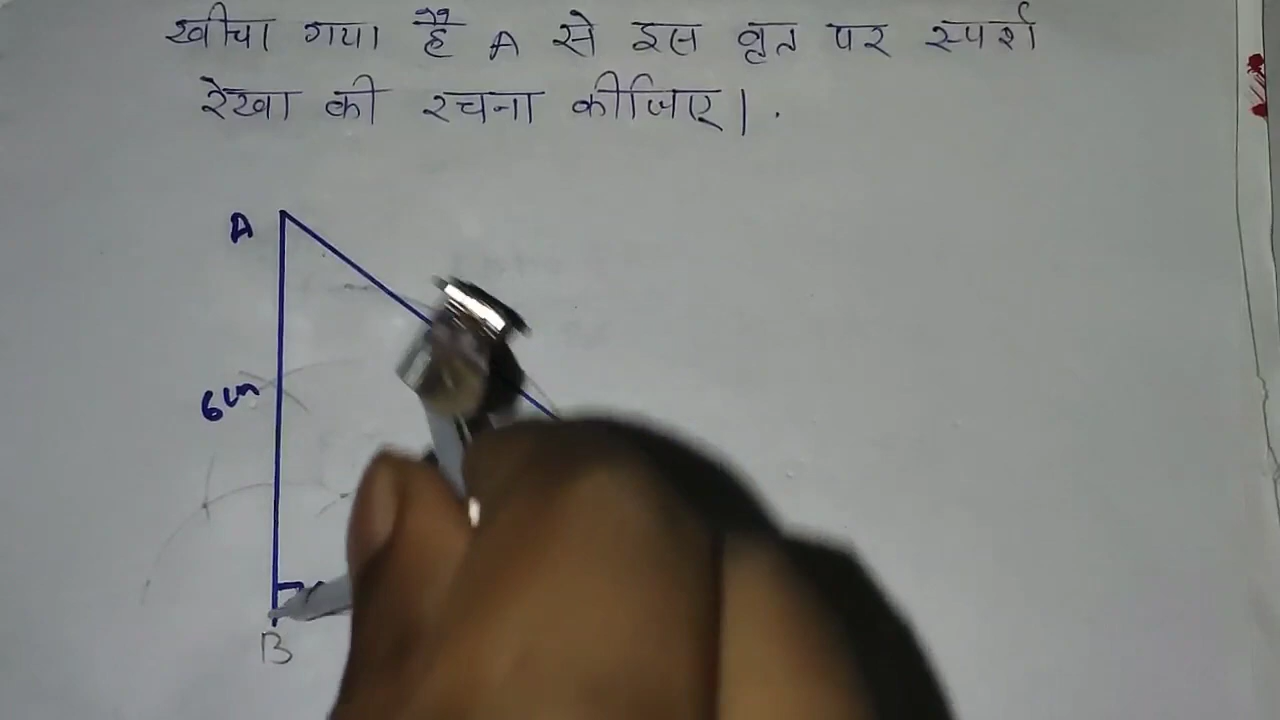 खींचा गया है A से इस वृत पर स्पर्श
रेखा की रचना कीजिए।
A
6cm
B